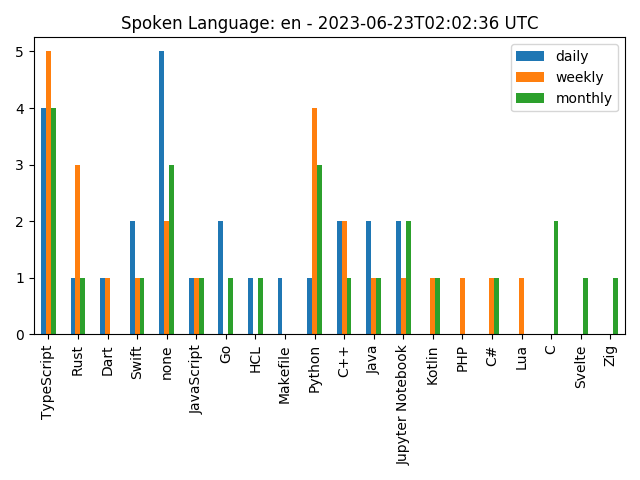 Spoken Language: en - 2023-06-23T02:02:36 UTC
daily
weekly
monthly
5
4
3
2
1
0
TypeScript
Rust
Dart
Swift
none
JavaScript
Go
HCL
Makefile
Python
C++
Java
Jupyter Notebook
Kotlin
PHP
C#
Lua
C
Svelte
Zig